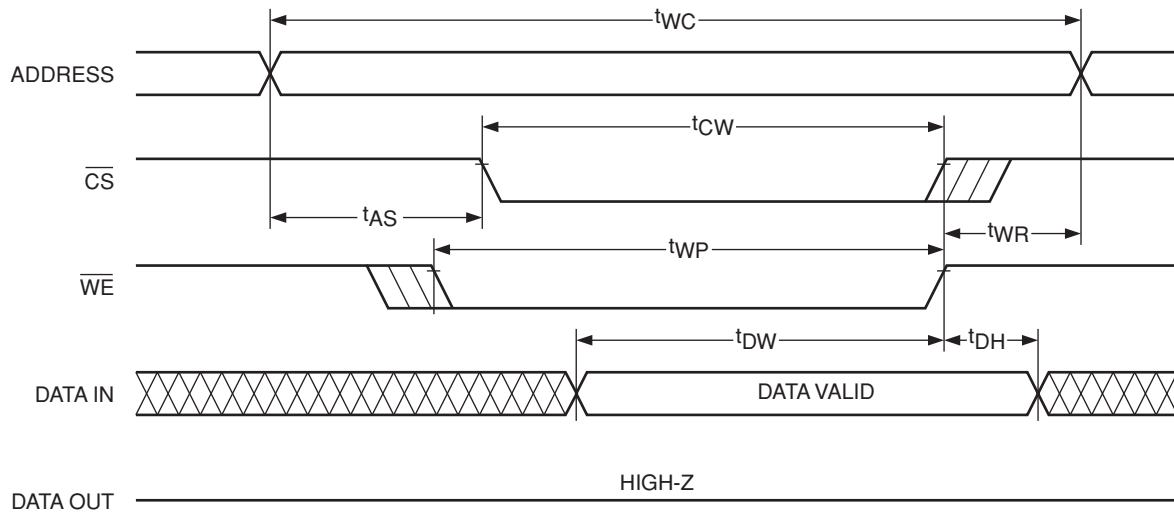 tWC
ADDRESS
tCW
CS
tAS
tWR
tWP
WE
tDW
tDH
DATA IN
DATA VALID
HIGH-Z
DATA OUT